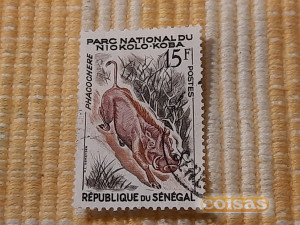 PARC NATIONAL DU
NIOKOLO-KOBA
15F
POSTES
PHACOCHERE
RÉPUBLIQUE DU SÉNÉGAL
coisas